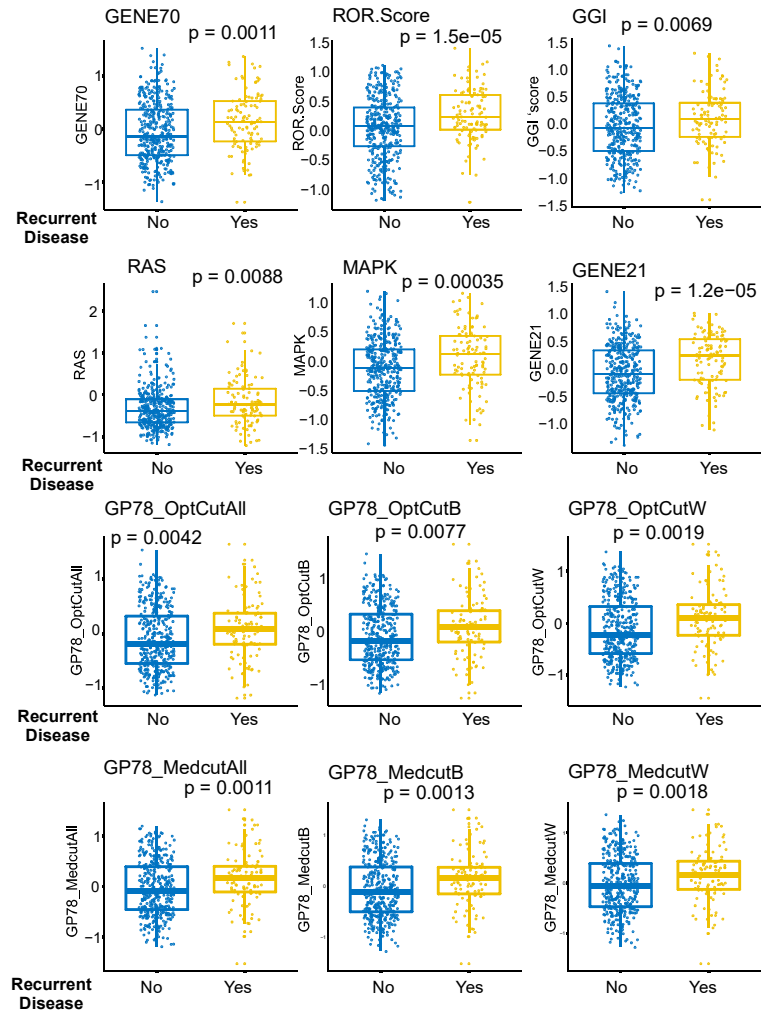 GENE70
p = 0.0011
GENE70
1
0
−1
No
Yes
ROR.Score
p = 1.5e−05
ROR.Score
1.5
1.0
0.5
0.0
−0.5
−1.0
No
Yes
GGI
p = 0.0069
GGI ‘score
1.5
1.0
0.5
0.0
−0.5
−1.0
−1.5
No
Yes
Recurrent
Disease
RAS
p = 0.0088
RAS
2
1
0
−1
No
Yes
MAPK
p = 0.00035
MAPK
1.0
0.5
0.0
−0.5
−1.0
−1.5
No
Yes
GENE21
p = 1.2e−05
GENE21
1.5
1.0
0.5
0.0
−0.5
−1.0
No
Yes
Recurrent
Disease
GP78_OptCutAll
p = 0.0042
GP78_OptCutAll
1
0
−1
No
Yes
GP78_OptCutB
p = 0.0077
GP78_OptCutB
1
0
−1
No
Yes
GP78_OptCutW
p = 0.0019
GP78_OptCutW
1
0
−1
No
Yes
Recurrent
Disease
GP78_MedcutAll
p = 0.0011
GP78_MedcutAll
1
0
−1
No
Yes
GP78_MedcutB
p = 0.0013
GP78_MedcutB
1
0
−1
No
Yes
GP78_MedcutW
p = 0.0018
GP78_MedcutW
1
0
−1
No
Yes
Recurrent
Disease